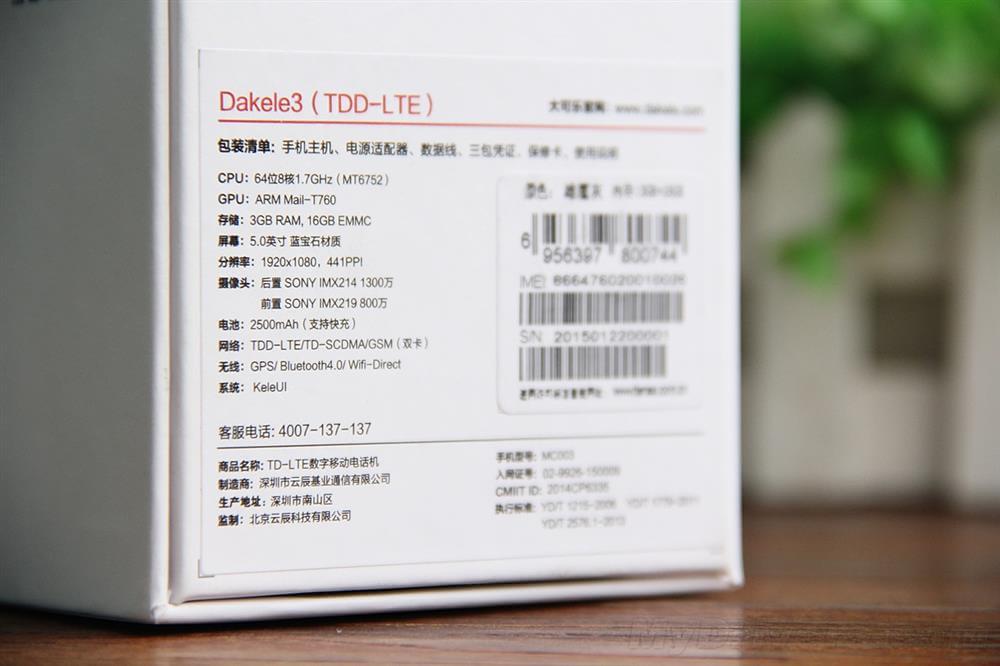 Dakele3（TDD-LTE） 大可乐官网：www.dakele.com
包装清单：手机主机、电源适配器、数据线、三包凭证、保修卡、使用说明
CPU：64位8核1.7GHz（MT6752）
GPU：ARM Mail-T760
存储：3GB RAM, 16GB EMMC
屏幕：5.0英寸 蓝宝石材质
分辨率：1920x1080，441PPI
摄像头：后置 SONY IMX214 1300万
前置 SONY IMX219 800万
电池：2500mAh（支持快充）
网络：TDD-LTE/TD-SCDMA/GSM（双卡）
无线：GPS/ Bluetooth4.0/ Wifi-Direct
系统：KeleUI
客服电话: 4007-137-137
商品名称：TD-LTE数字移动电话机
制造商：深圳市云辰基业通信有限公司
生产地址：深圳市南山区
监制：北京云辰科技有限公司
颜色：
6 956397 800744
IMEI 866476020010026
S/N 2015012200001
手机型号：MC003
入网证号：02-9926-150009
CMIIT ID：2014CP6335
执行标准：YD/T 1215-2006 YD/T 1779-2011
YD/T 2576.1-2013